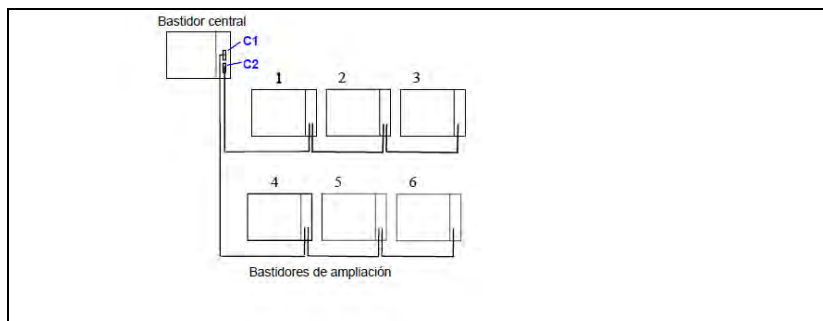 Bastidor central
C1
C2
1 2 3
4 5 6
Bastidores de ampliación